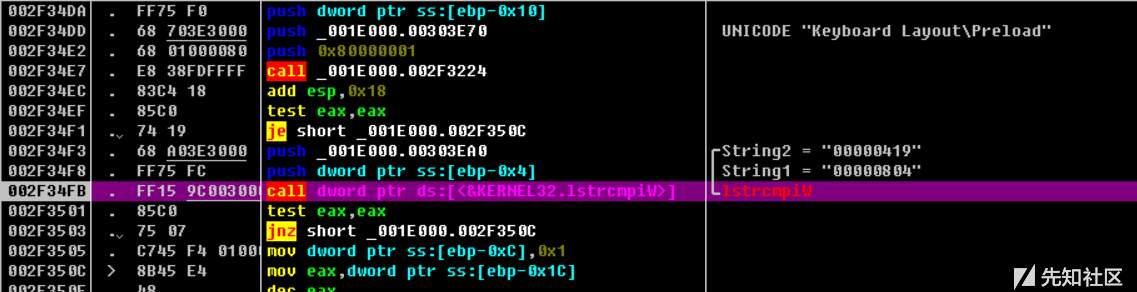 002F34DA . FF75 F0 push dword ptr ss:[ebp-0x10]
002F34DD . 68 703E3000 push _001E000.00303E70 UNICODE "Keyboard Layout\Preload"
002F34E2 . 68 01000080 push 0x80000001
002F34E7 . E8 38FDFFFF call _001E000.002F3224
002F34EC . 83C4 18 add esp,0x18
002F34EF . 85C0 test eax,eax
002F34F1 . 74 19 je short _001E000.002F350C
002F34F3 . 68 A03E3000 push _001E000.00303EA0 String2 = "00000419"
002F34F8 . FF75 FC push dword ptr ss:[ebp-0x4] String1 = "00000804"
002F34FB . FF15 9C003000 call dword ptr ds:[<&KERNEL32.lstrcmpiW>] lstrcmpiW
002F3501 . 85C0 test eax,eax
002F3503 . 75 07 jnz short _001E000.002F350C
002F3505 . C745 F4 01000 mov dword ptr ss:[ebp-0xC],0x1
002F350C > 8B45 E4 mov eax,dword ptr ss:[ebp-0x1C]
002F350F . 48 dec eax
先知社区